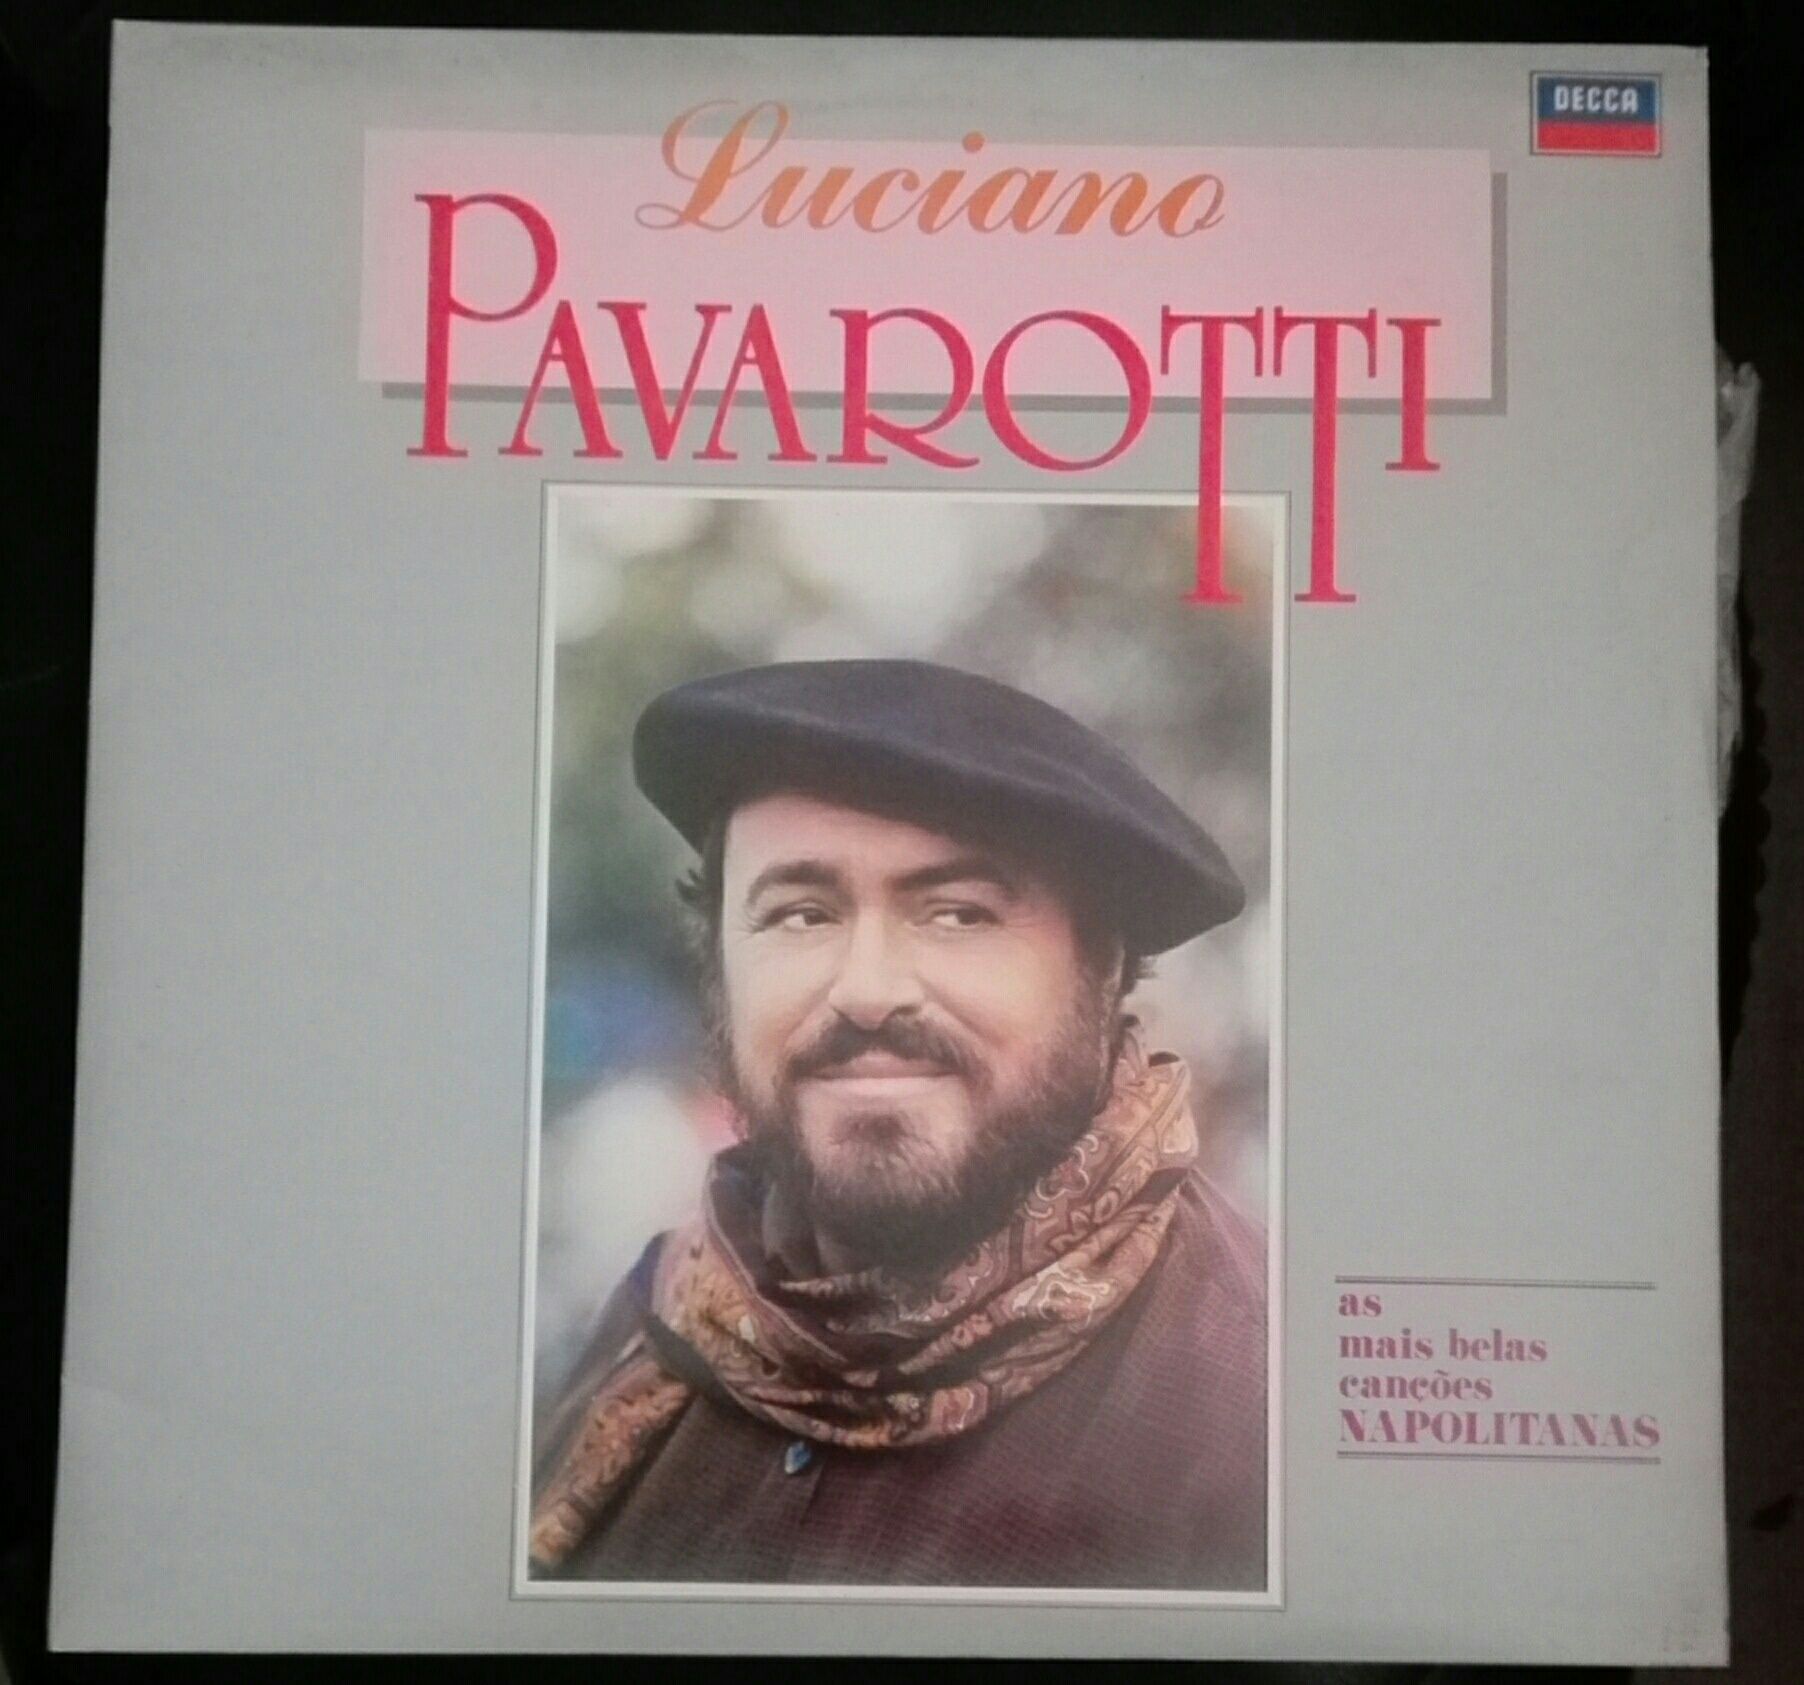 DECCA
Luciano
PAVAROTTI
as
mais belas
canções
NAPOLITANAS